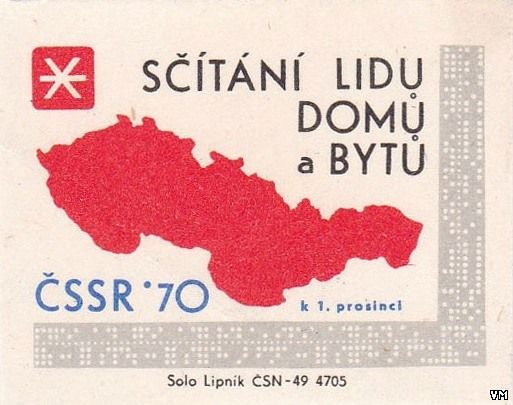 SČÍTÁNÍ LIDU
DOMŮ
a BYTŮ
ČSSR '70
k 1. prosinci
Solo Lipník ČSN-49 4705
VM